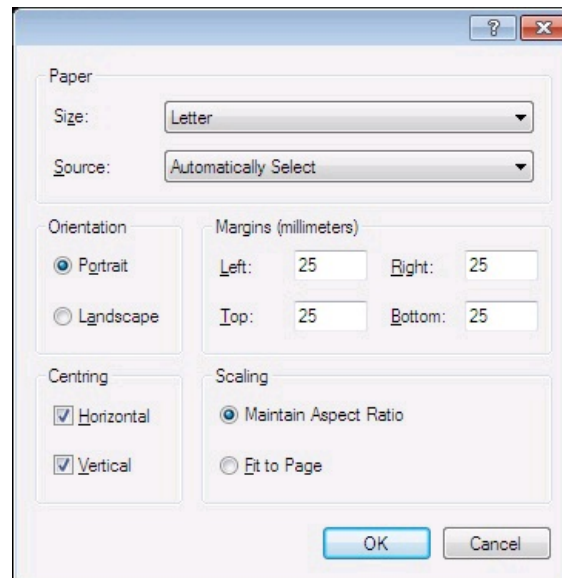 Paper
Size: Letter
Source: Automatically Select
Orientation
Portrait
Landscape
Margins (millimeters)
Left: 25 Right: 25
Top: 25 Bottom: 25
Centring
Horizontal
Vertical
Scaling
Maintain Aspect Ratio
Fit to Page
OK Cancel